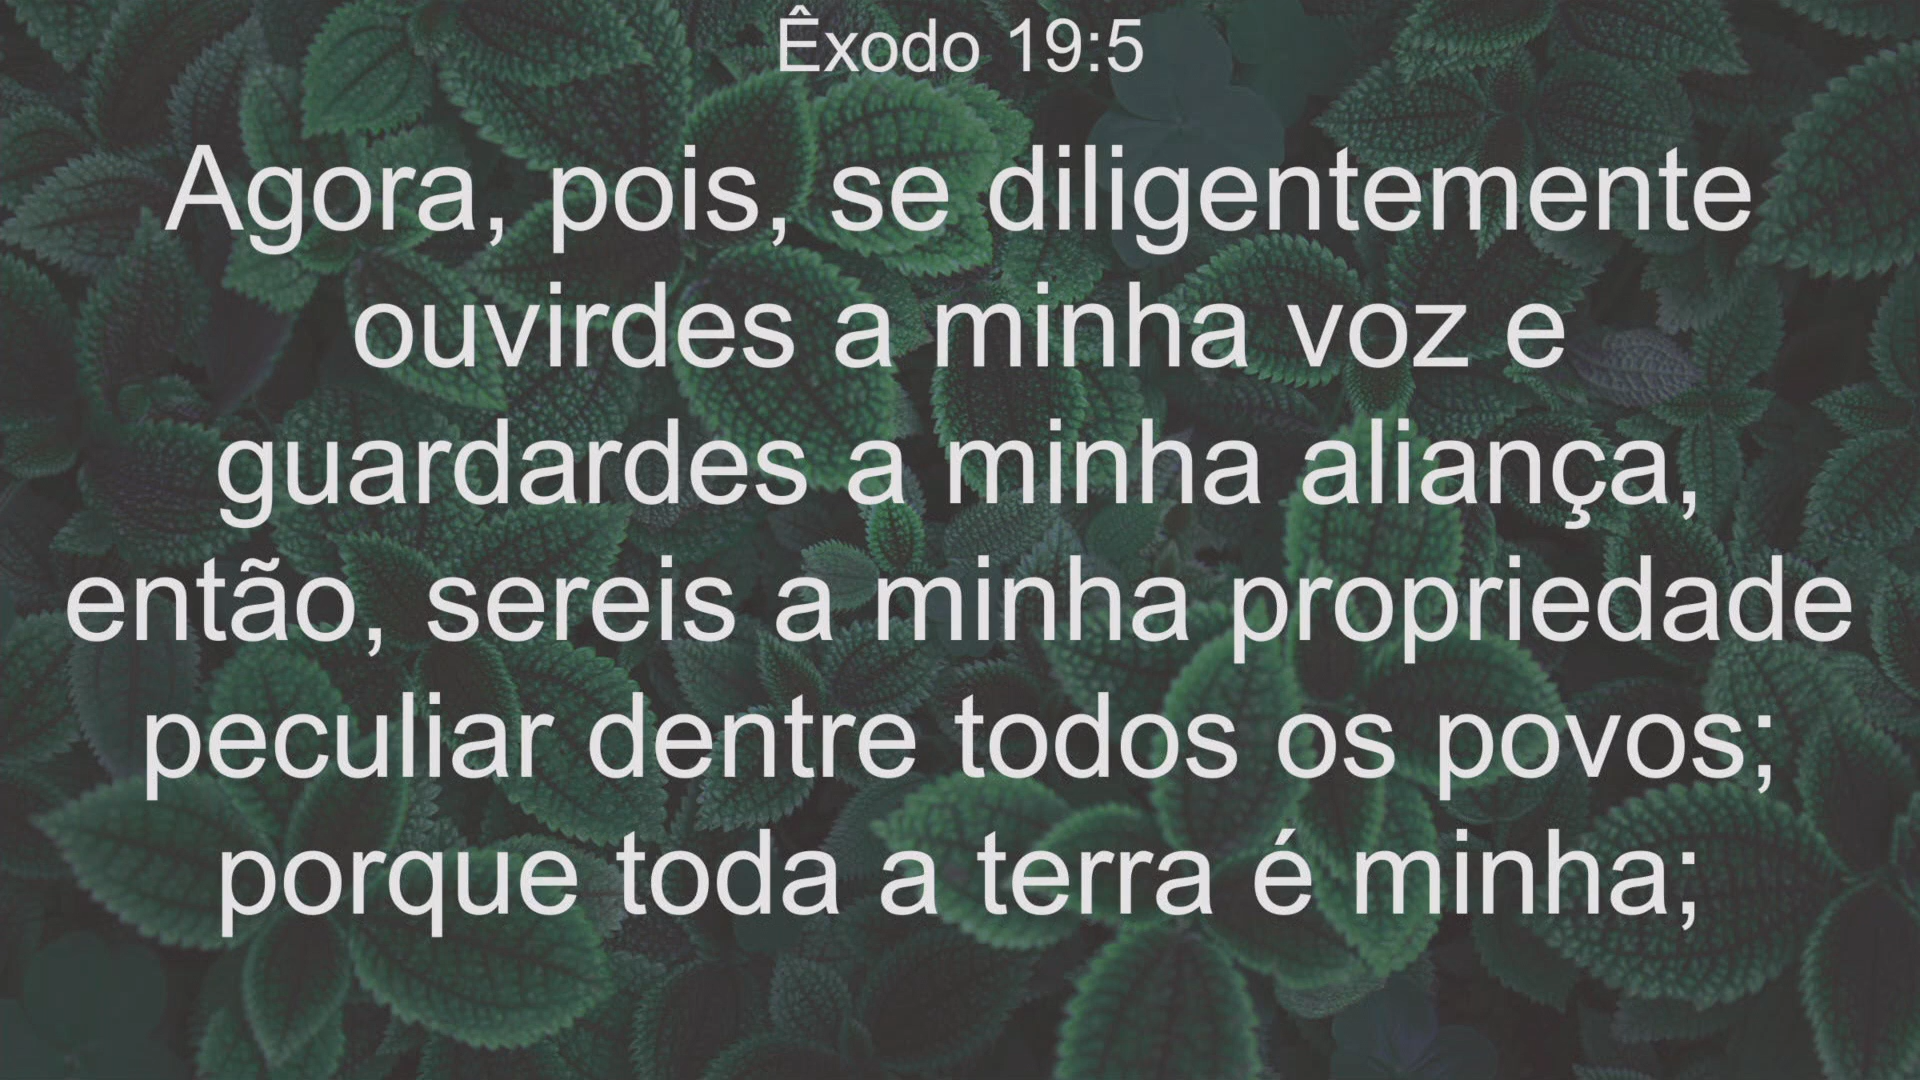 Êxodo 19:5
Agora, pois, se diligentemente
ouvirdes a minha voz e
guardardes a minha aliança,
então, sereis a minha propriedade
peculiar dentre todos os povos;
porque toda a terra é minha;